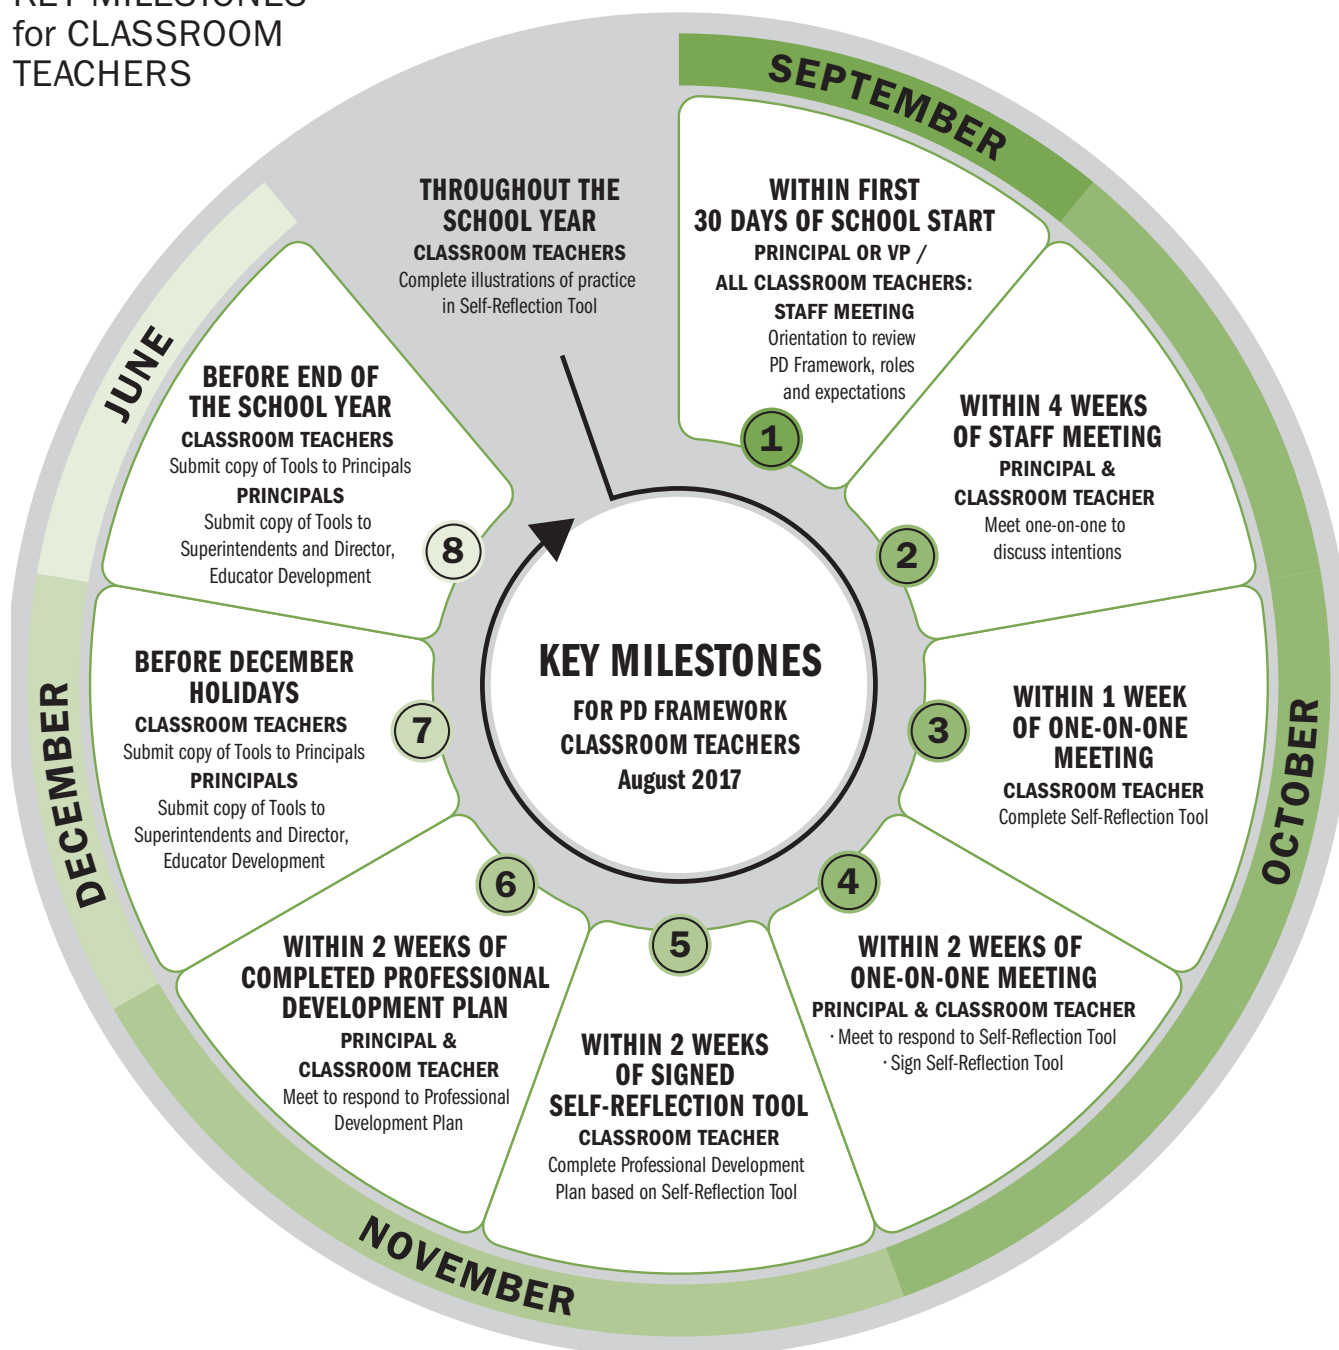 KEY MILESTONES
for CLASSROOM
TEACHERS
SEPTEMBER
OCTOBER
NOVEMBER
DECEMBER
JUNE
THROUGHOUT THE
SCHOOL YEAR
CLASSROOM TEACHERS
Complete illustrations of practice
in Self-Reflection Tool
WITHIN FIRST
30 DAYS OF SCHOOL START
PRINCIPAL OR VP /
ALL CLASSROOM TEACHERS:
STAFF MEETING
Orientation to review
PD Framework, roles
and expectations
1
WITHIN 4 WEEKS
OF STAFF MEETING
PRINCIPAL &
CLASSROOM TEACHER
Meet one-on-one to
discuss intentions
2
WITHIN 1 WEEK
OF ONE-ON-ONE
MEETING
CLASSROOM TEACHER
Complete Self-Reflection Tool
3
WITHIN 2 WEEKS OF
ONE-ON-ONE MEETING
PRINCIPAL & CLASSROOM TEACHER
· Meet to respond to Self-Reflection Tool
· Sign Self-Reflection Tool
4
WITHIN 2 WEEKS
OF SIGNED
SELF-REFLECTION TOOL
CLASSROOM TEACHER
Complete Professional Development
Plan based on Self-Reflection Tool
5
WITHIN 2 WEEKS OF
COMPLETED PROFESSIONAL
DEVELOPMENT PLAN
PRINCIPAL &
CLASSROOM TEACHER
Meet to respond to Professional
Development Plan
6
BEFORE DECEMBER
HOLIDAYS
CLASSROOM TEACHERS
Submit copy of Tools to Principals
PRINCIPALS
Submit copy of Tools to
Superintendents and Director,
Educator Development
7
BEFORE END OF
THE SCHOOL YEAR
CLASSROOM TEACHERS
Submit copy of Tools to Principals
PRINCIPALS
Submit copy of Tools to
Superintendents and Director,
Educator Development
8
KEY MILESTONES
FOR PD FRAMEWORK
CLASSROOM TEACHERS
August 2017